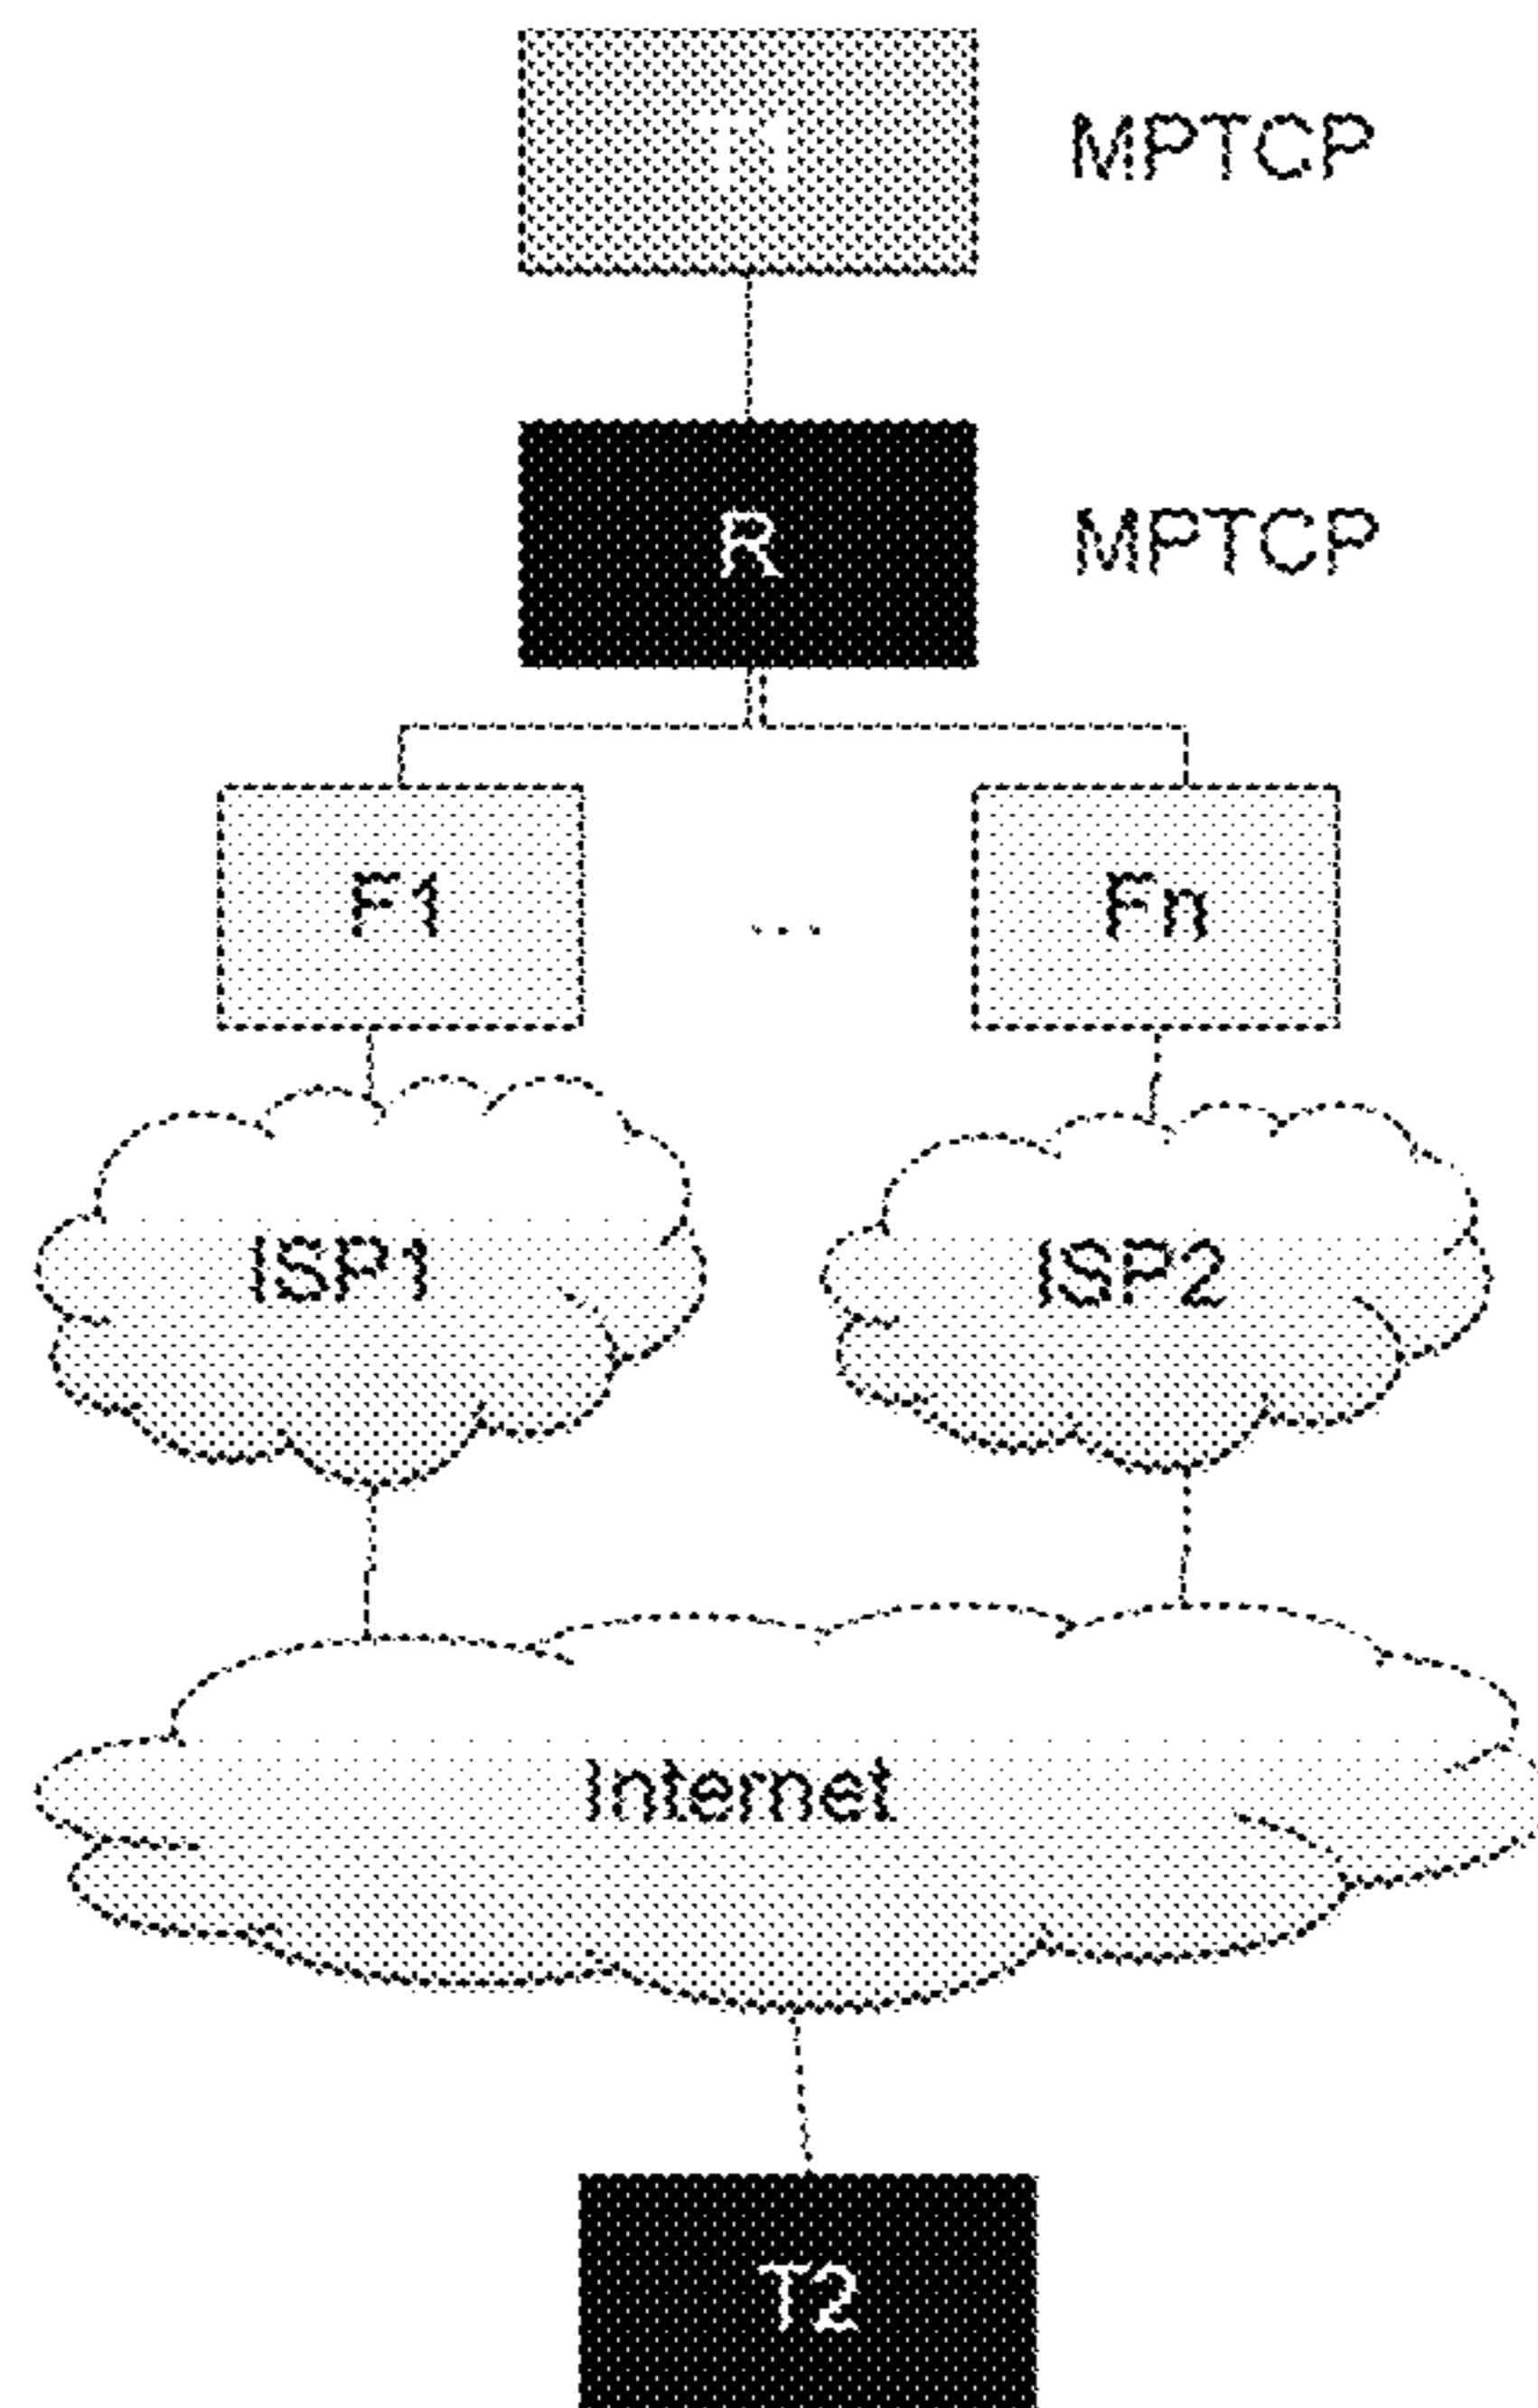 MPTCP
R
MPTCP
F1
...
Fn
ISP1
ISP2
Internet
T2